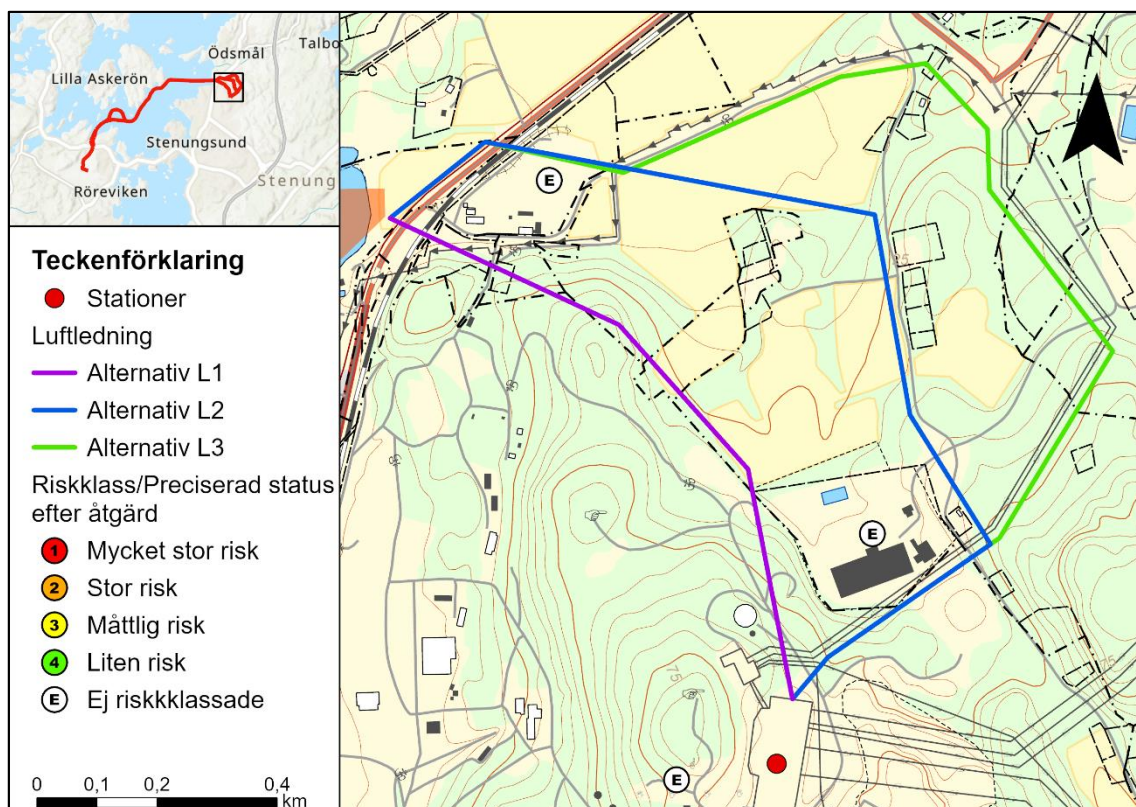 Ödsmål
Talbo
Lilla Askerön
Stenungsund
Stenung
Röreviken
Teckenförklaring
Stationer
Luftledning
Alternativ L1
Alternativ L2
Alternativ L3
Riskklass/Preciserad status
efter åtgärd
1 Mycket stor risk
2 Stor risk
3 Måttlig risk
4 Liten risk
E Ej riskkklassade
0 0,1 0,2 0,4
km
N
E
E
E
75